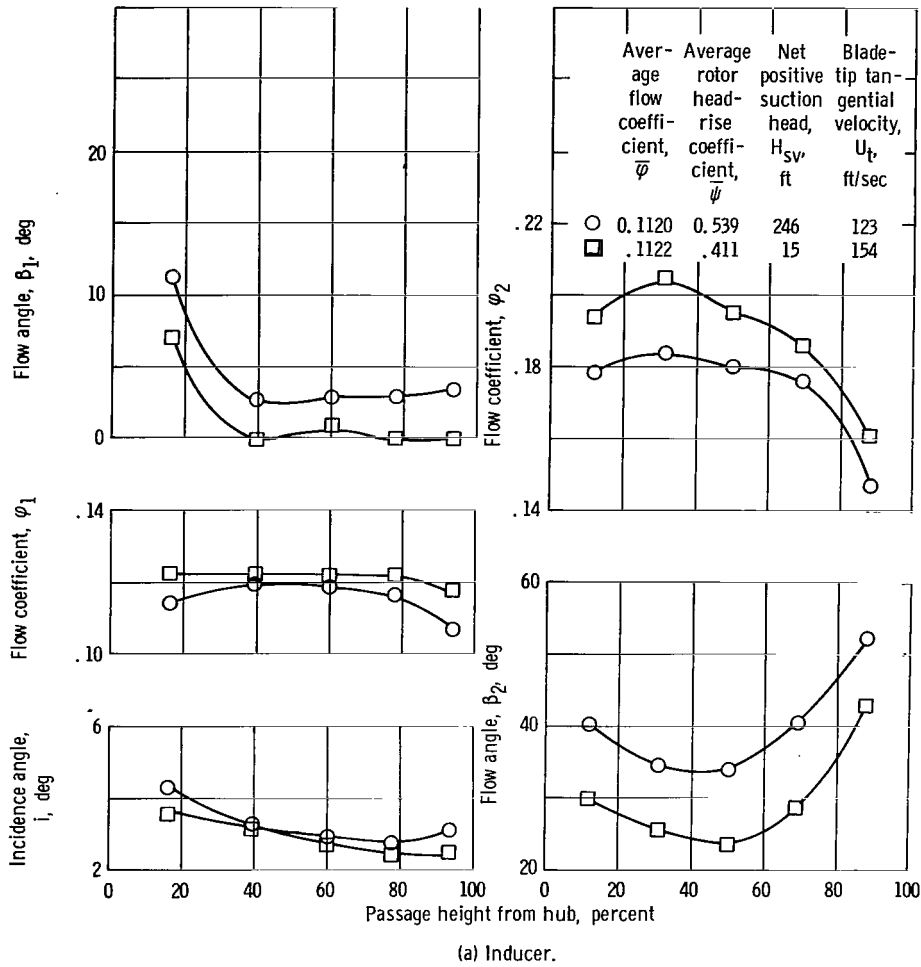 Aver-
age
flow
coeffi-
cient,
φ̅
Average
rotor
head-
rise
coeffi-
cient,
ψ̅
Net
positive
suction
head,
H_sv,
ft
Blade-
tip tan-
gential
velocity,
U_t,
ft/sec
0.1120 0.539 246 123
.1122 .411 15 154
Flow angle, β₁, deg
20
10
0
Flow coefficient, φ₂
.22
.18
.14
Flow coefficient, φ₁
.14
.10
Incidence angle,
i, deg
6
2
0 20 40 60 80 100
Flow angle, β₂, deg
60
40
20
0 20 40 60 80 100
Passage height from hub, percent
(a) Inducer.